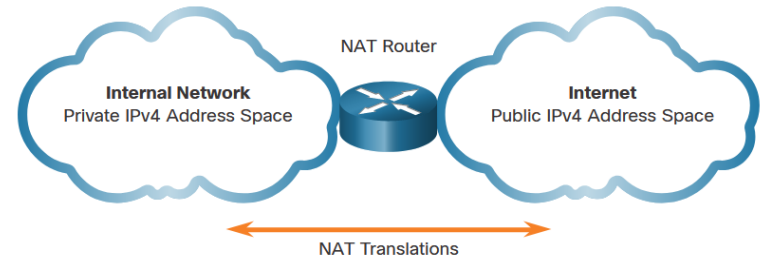 NAT Router
Internal Network
Private IPv4 Address Space
Internet
Public IPv4 Address Space
NAT Translations